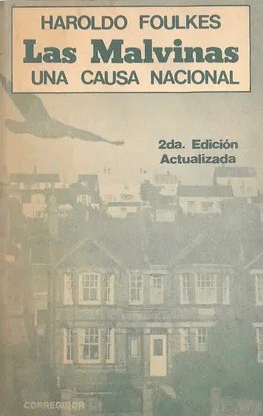 HAROLDO FOULKES
Las Malvinas
UNA CAUSA NACIONAL
2da. Edición
Actualizada
CORREGIDOR